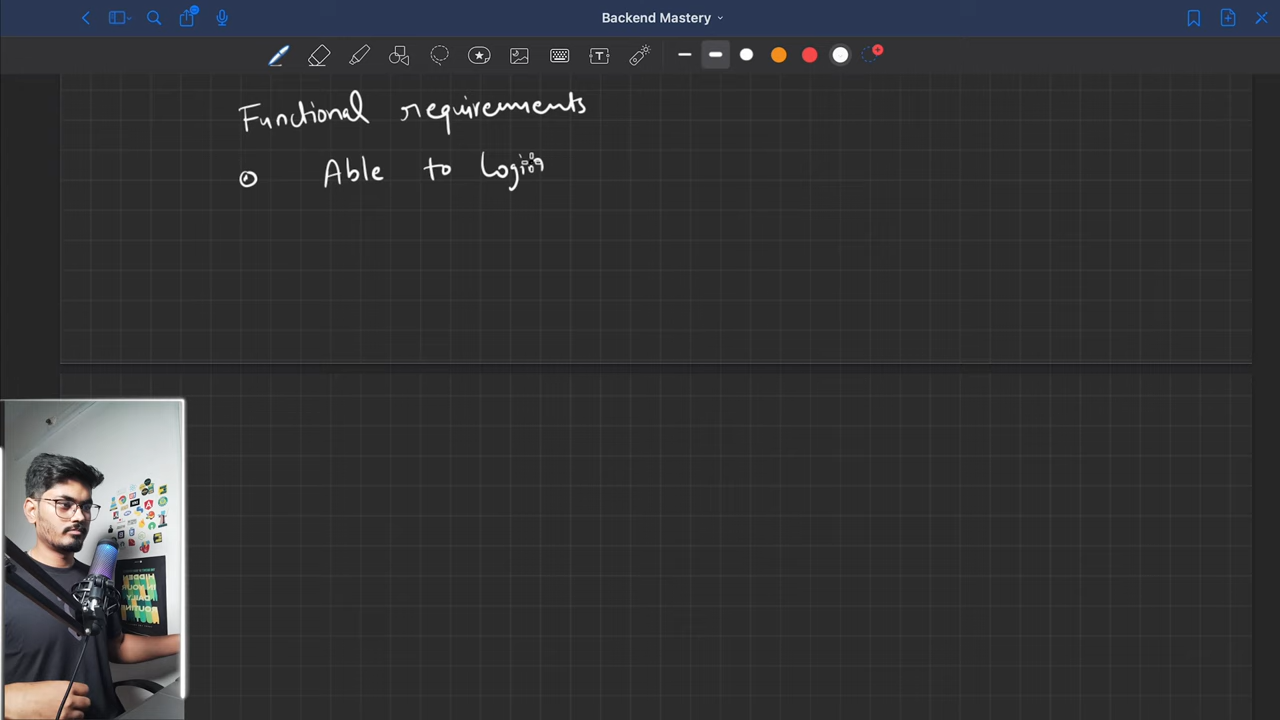 Backend Mastery
Functional requirements
Able to Login